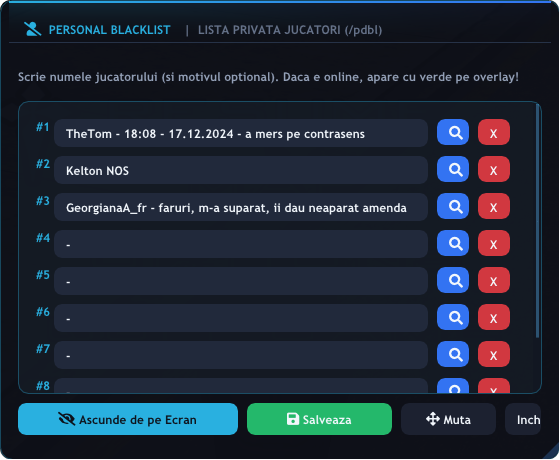 PERSONAL BLACKLIST | LISTA PRIVATA JUCATORI (/pdbl)
Scrie numele jucatorului (si motivul optional). Daca e online, apare cu verde pe overlay!
#1 TheTom - 18:08 - 17.12.2024 - a mers pe contrasens X
#2 Kelton NOS X
#3 GeorgianaA_fr - faruri, m-a suparat, ii dau neaparat amenda X
#4 - X
#5 - X
#6 - X
#7 - X
#8 - X
Ascunde de pe Ecran Salveaza Muta Inch